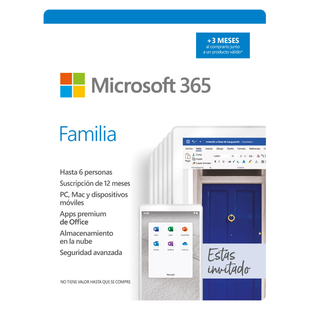 +3 MESES
al comprarlo junto
a un producto válido*
Microsoft 365
Familia
Hasta 6 personas
Suscripción de 12 meses
PC, Mac y dispositivos
móviles
Apps premium
de Office
Almacenamiento
en la nube
Seguridad avanzada
Estás
invitado
Microsoft
NO TIENE VALOR HASTA QUE SE COMPRE